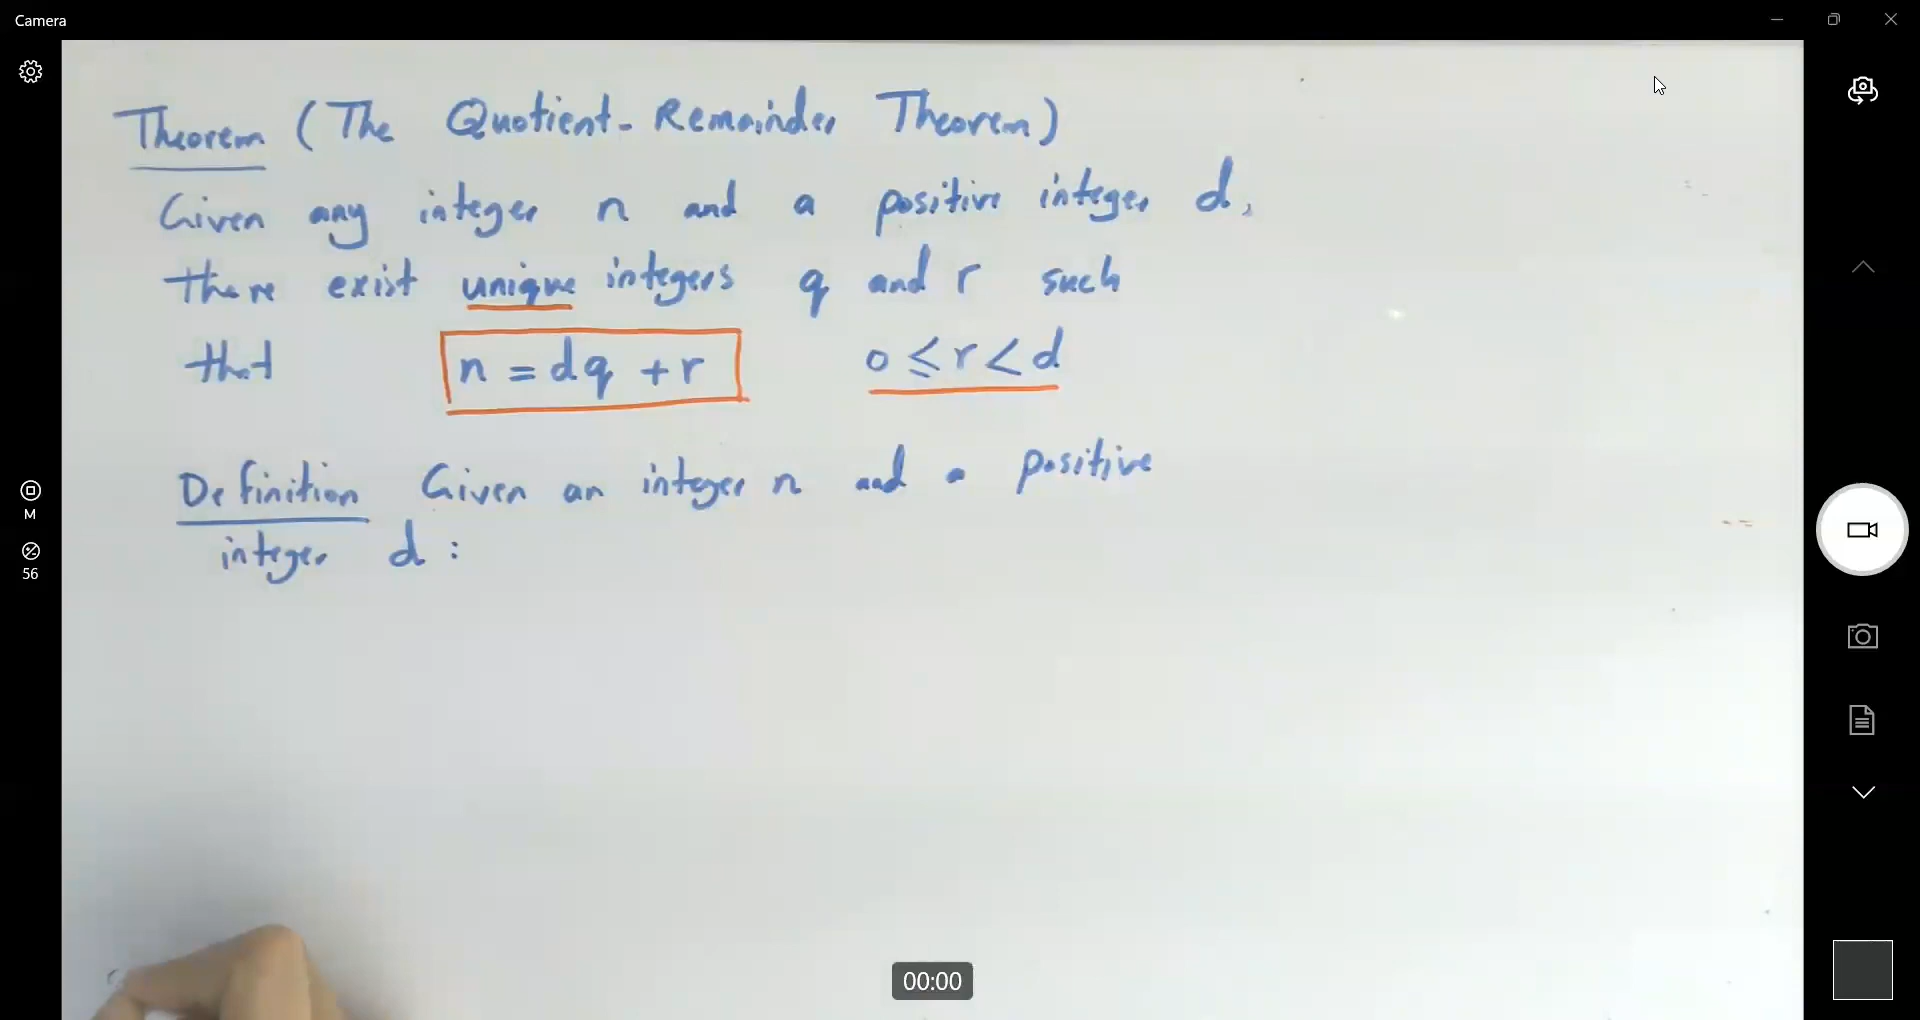 Camera
Theorem (The Quotient-Remainder Theorem)
Given any integer n and a positive integer d,
there exist unique integers q and r such
that n = dq + r 0 ≤ r < d
Definition Given an integer n and a positive
integer d :
M
56
00:00